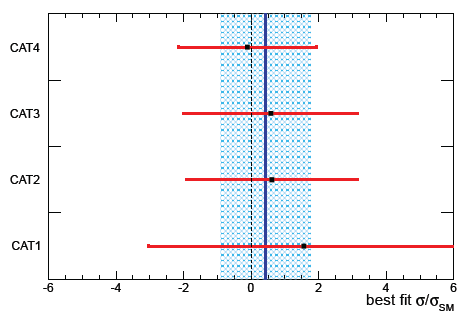 CAT4
CAT3
CAT2
CAT1
-6 -4 -2 0 2 4 6
best fit σ/σSM